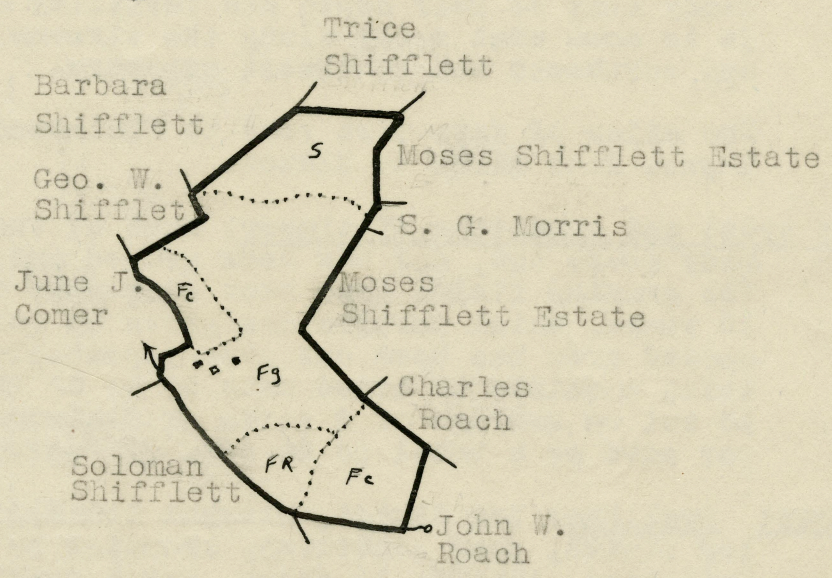 Trice
Shifflett
Barbara
Shifflett
S
Moses Shifflett Estate
Geo. W.
Shifflet
S. G. Morris
June J.
Comer
Fc
Moses
Shifflett Estate
Fg
Charles
Roach
Soloman
Shifflett
FR
Fc
John W.
Roach